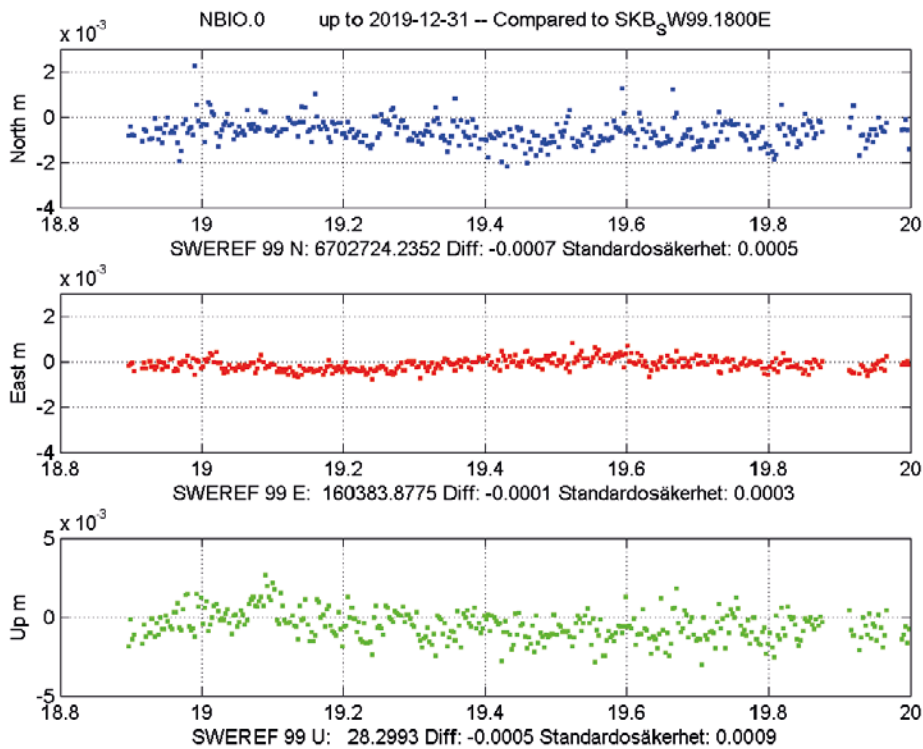 NBIO.0 up to 2019-12-31 -- Compared to SKB_SW99.1800E
x 10-3
2
0
-2
-4
North m
18.8 19 19.2 19.4 19.6 19.8 20
SWEREF 99 N: 6702724.2352 Diff: -0.0007 Standardosäkerhet: 0.0005
x 10-3
2
0
-2
-4
East m
18.8 19 19.2 19.4 19.6 19.8 20
SWEREF 99 E: 160383.8775 Diff: -0.0001 Standardosäkerhet: 0.0003
x 10-3
5
0
-5
Up m
18.8 19 19.2 19.4 19.6 19.8 20
SWEREF 99 U: 28.2993 Diff: -0.0005 Standardosäkerhet: 0.0009